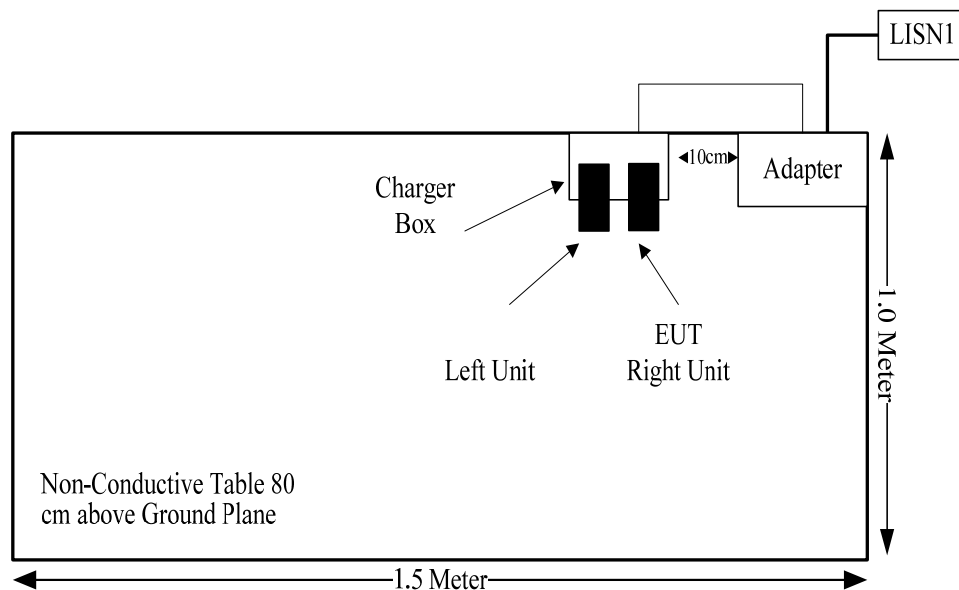 LISN1
10cm
Adapter
Charger
Box
EUT
Left Unit
Right Unit
1.0 Meter
Non-Conductive Table 80
cm above Ground Plane
1.5 Meter